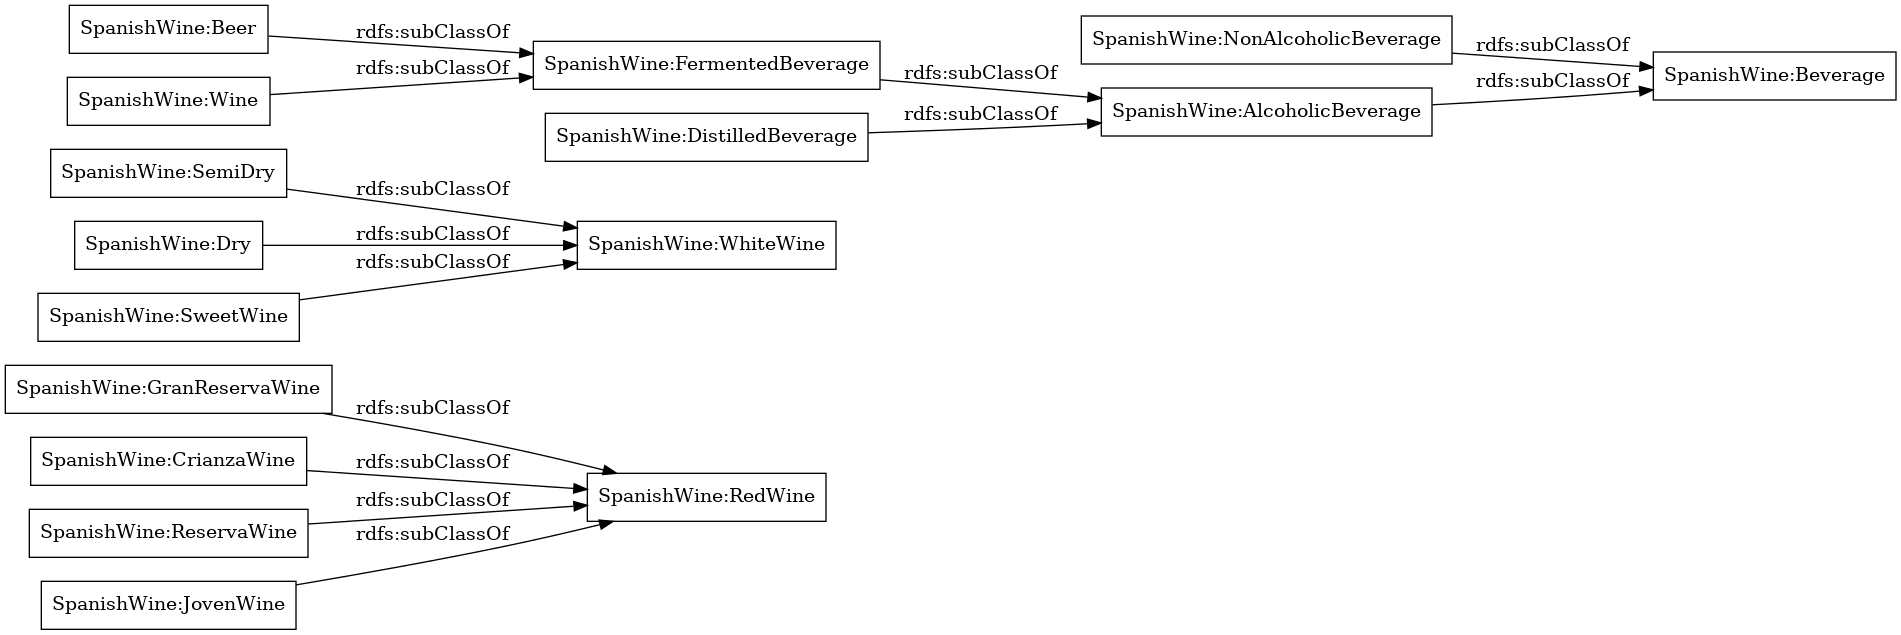 SpanishWine:Beer
rdfs:subClassOf
SpanishWine:Wine
rdfs:subClassOf
SpanishWine:FermentedBeverage
rdfs:subClassOf
SpanishWine:DistilledBeverage
rdfs:subClassOf
SpanishWine:NonAlcoholicBeverage
rdfs:subClassOf
SpanishWine:AlcoholicBeverage
rdfs:subClassOf
SpanishWine:Beverage
SpanishWine:SemiDry
rdfs:subClassOf
SpanishWine:Dry
rdfs:subClassOf
SpanishWine:SweetWine
rdfs:subClassOf
SpanishWine:WhiteWine
SpanishWine:GranReservaWine
rdfs:subClassOf
SpanishWine:CrianzaWine
rdfs:subClassOf
SpanishWine:ReservaWine
rdfs:subClassOf
SpanishWine:JovenWine
rdfs:subClassOf
SpanishWine:RedWine